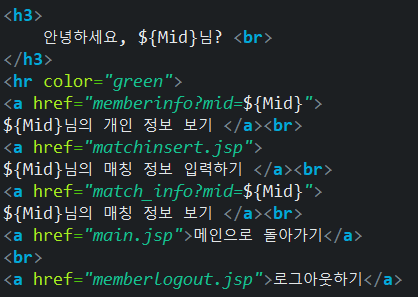 <h3>
안녕하세요, ${Mid}님? <br>
</h3>
<hr color="green">
<a href="memberinfo?mid=${Mid}">
${Mid}님의 개인 정보 보기 </a><br>
<a href="matchinsert.jsp">
${Mid}님의 매칭 정보 입력하기 </a><br>
<a href="match_info?mid=${Mid}">
${Mid}님의 매칭 정보 보기 </a><br>
<a href="main.jsp">메인으로 돌아가기</a>
<br>
<a href="memberlogout.jsp">로그아웃하기</a>